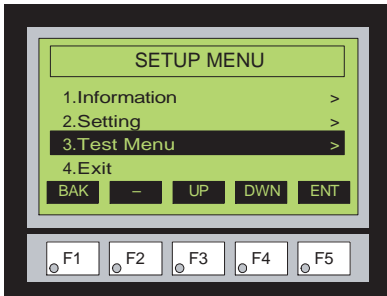 SETUP MENU
1.Information >
2.Setting >
3.Test Menu >
4.Exit
BAK – UP DWN ENT
F1 F2 F3 F4 F5